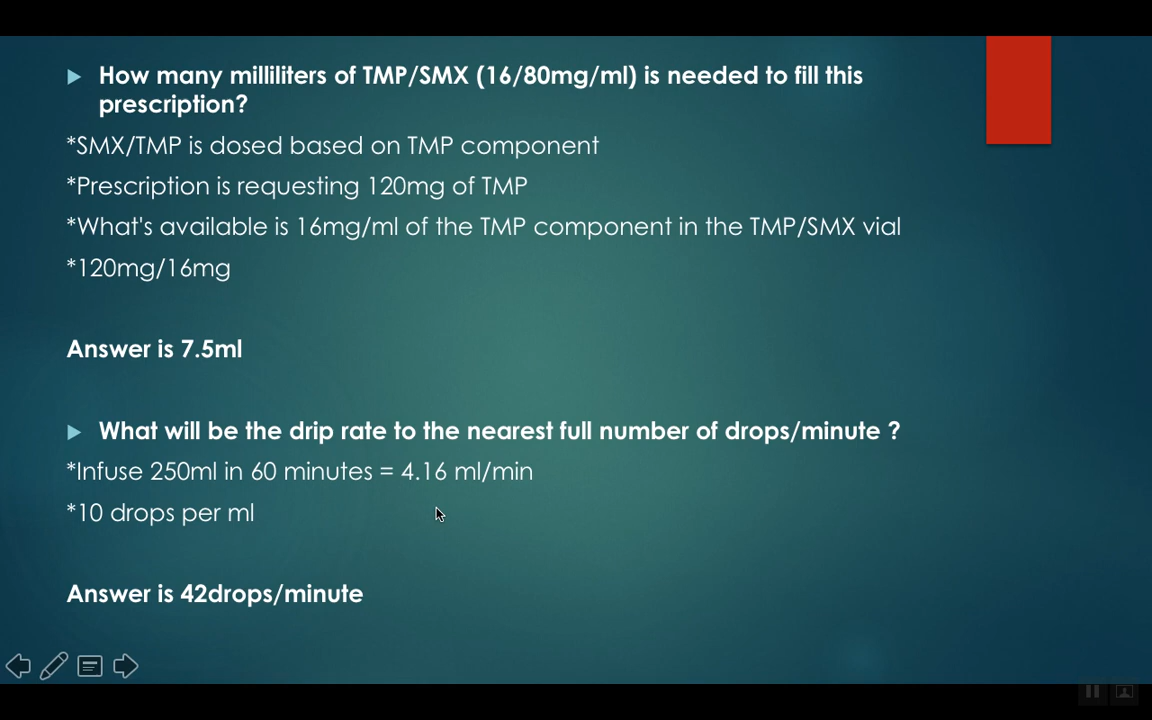 How many milliliters of TMP/SMX (16/80mg/ml) is needed to fill this
prescription?
*SMX/TMP is dosed based on TMP component
*Prescription is requesting 120mg of TMP
*What's available is 16mg/ml of the TMP component in the TMP/SMX vial
*120mg/16mg
Answer is 7.5ml
What will be the drip rate to the nearest full number of drops/minute ?
*Infuse 250ml in 60 minutes = 4.16 ml/min
*10 drops per ml
Answer is 42drops/minute